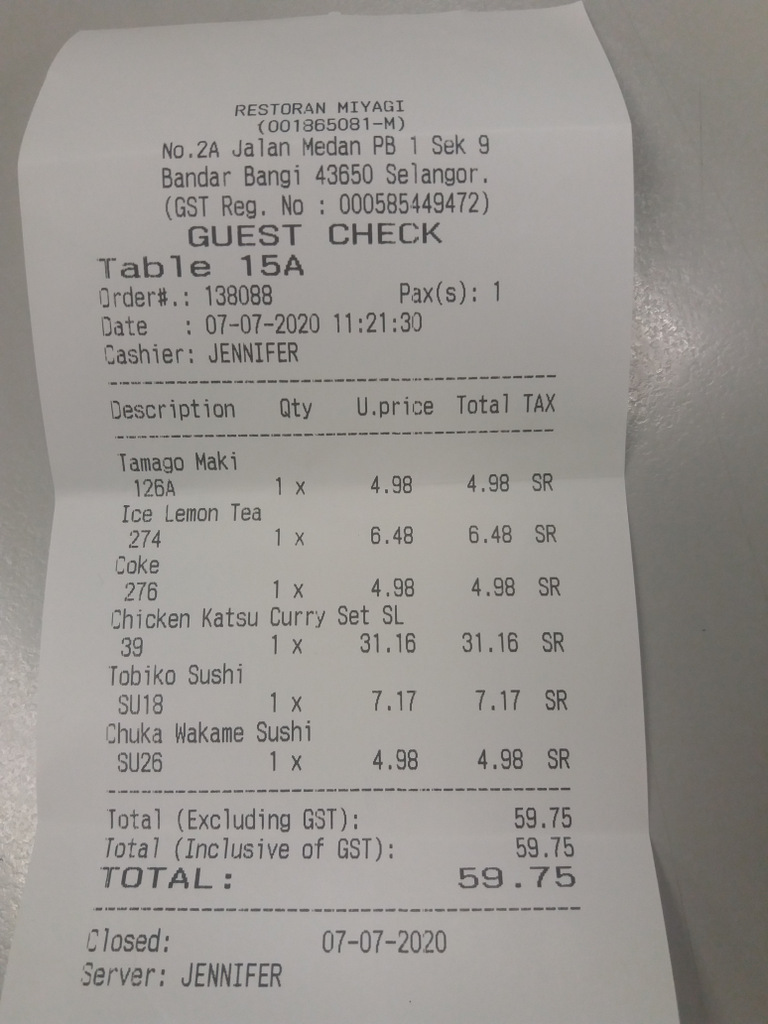 RESTORAN MIYAGI
(001865081-M)
No.2A Jalan Medan PB 1 Sek 9
Bandar Bangi 43650 Selangor.
(GST Reg. No : 000585449472)
GUEST CHECK
Table 15A
Order#.: 138088 Pax(s): 1
Date : 07-07-2020 11:21:30
Cashier: JENNIFER
Description Qty U.price Total TAX
Tamago Maki
126A 1 x 4.98 4.98 SR
Ice Lemon Tea
274 1 x 6.48 6.48 SR
Coke
276 1 x 4.98 4.98 SR
Chicken Katsu Curry Set SL
39 1 x 31.16 31.16 SR
Tobiko Sushi
SU18 1 x 7.17 7.17 SR
Chuka Wakame Sushi
SU26 1 x 4.98 4.98 SR
Total (Excluding GST): 59.75
Total (Inclusive of GST): 59.75
TOTAL: 59.75
Closed: 07-07-2020
Server: JENNIFER